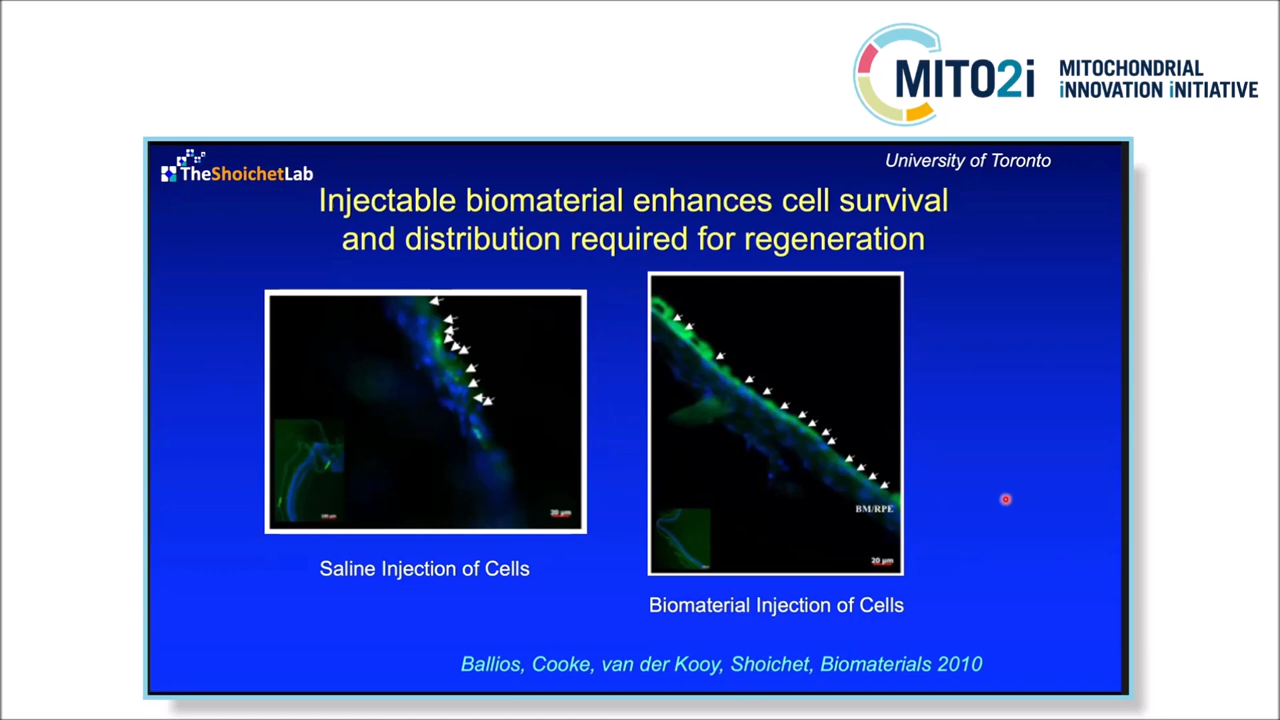 MITO2i
MITOCHONDRIAL
iNNOVATION iNITIATIVE
TheShoichetLab
University of Toronto
Injectable biomaterial enhances cell survival
and distribution required for regeneration
20 µm
BM/RPE
20 µm
Saline Injection of Cells
Biomaterial Injection of Cells
Ballios, Cooke, van der Kooy, Shoichet, Biomaterials 2010